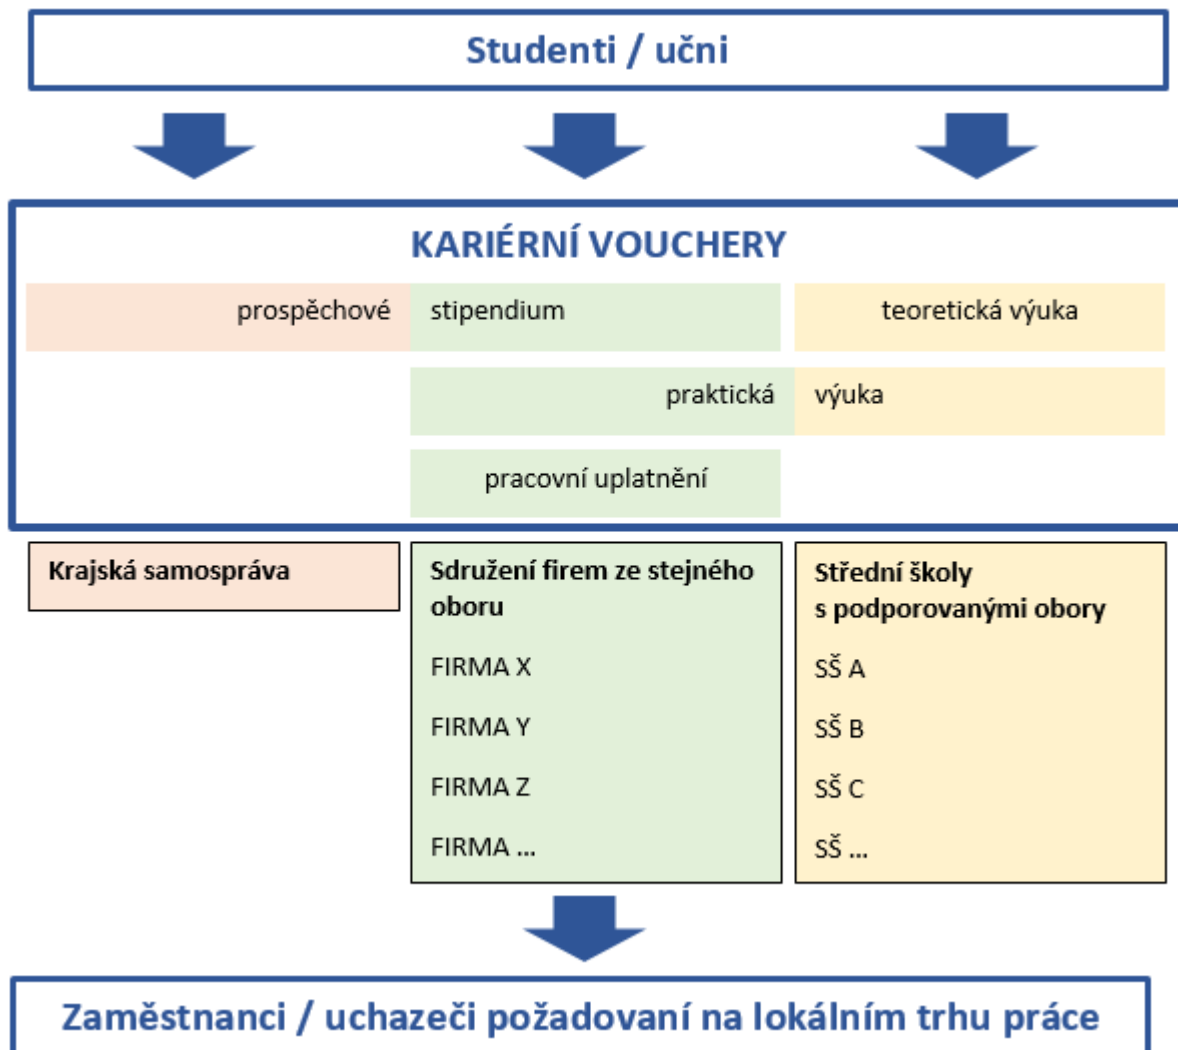 Studenti / učni
KARIÉRNÍ VOUCHERY
prospěchové stipendium
teoretická výuka
praktická výuka
pracovní uplatnění
Krajská samospráva
Sdružení firem ze stejného
oboru
FIRMA X
FIRMA Y
FIRMA Z
FIRMA ...
Střední školy
s podporovanými obory
SŠ A
SŠ B
SŠ C
SŠ ...
Zaměstnanci / uchazeči požadovaní na lokálním trhu práce